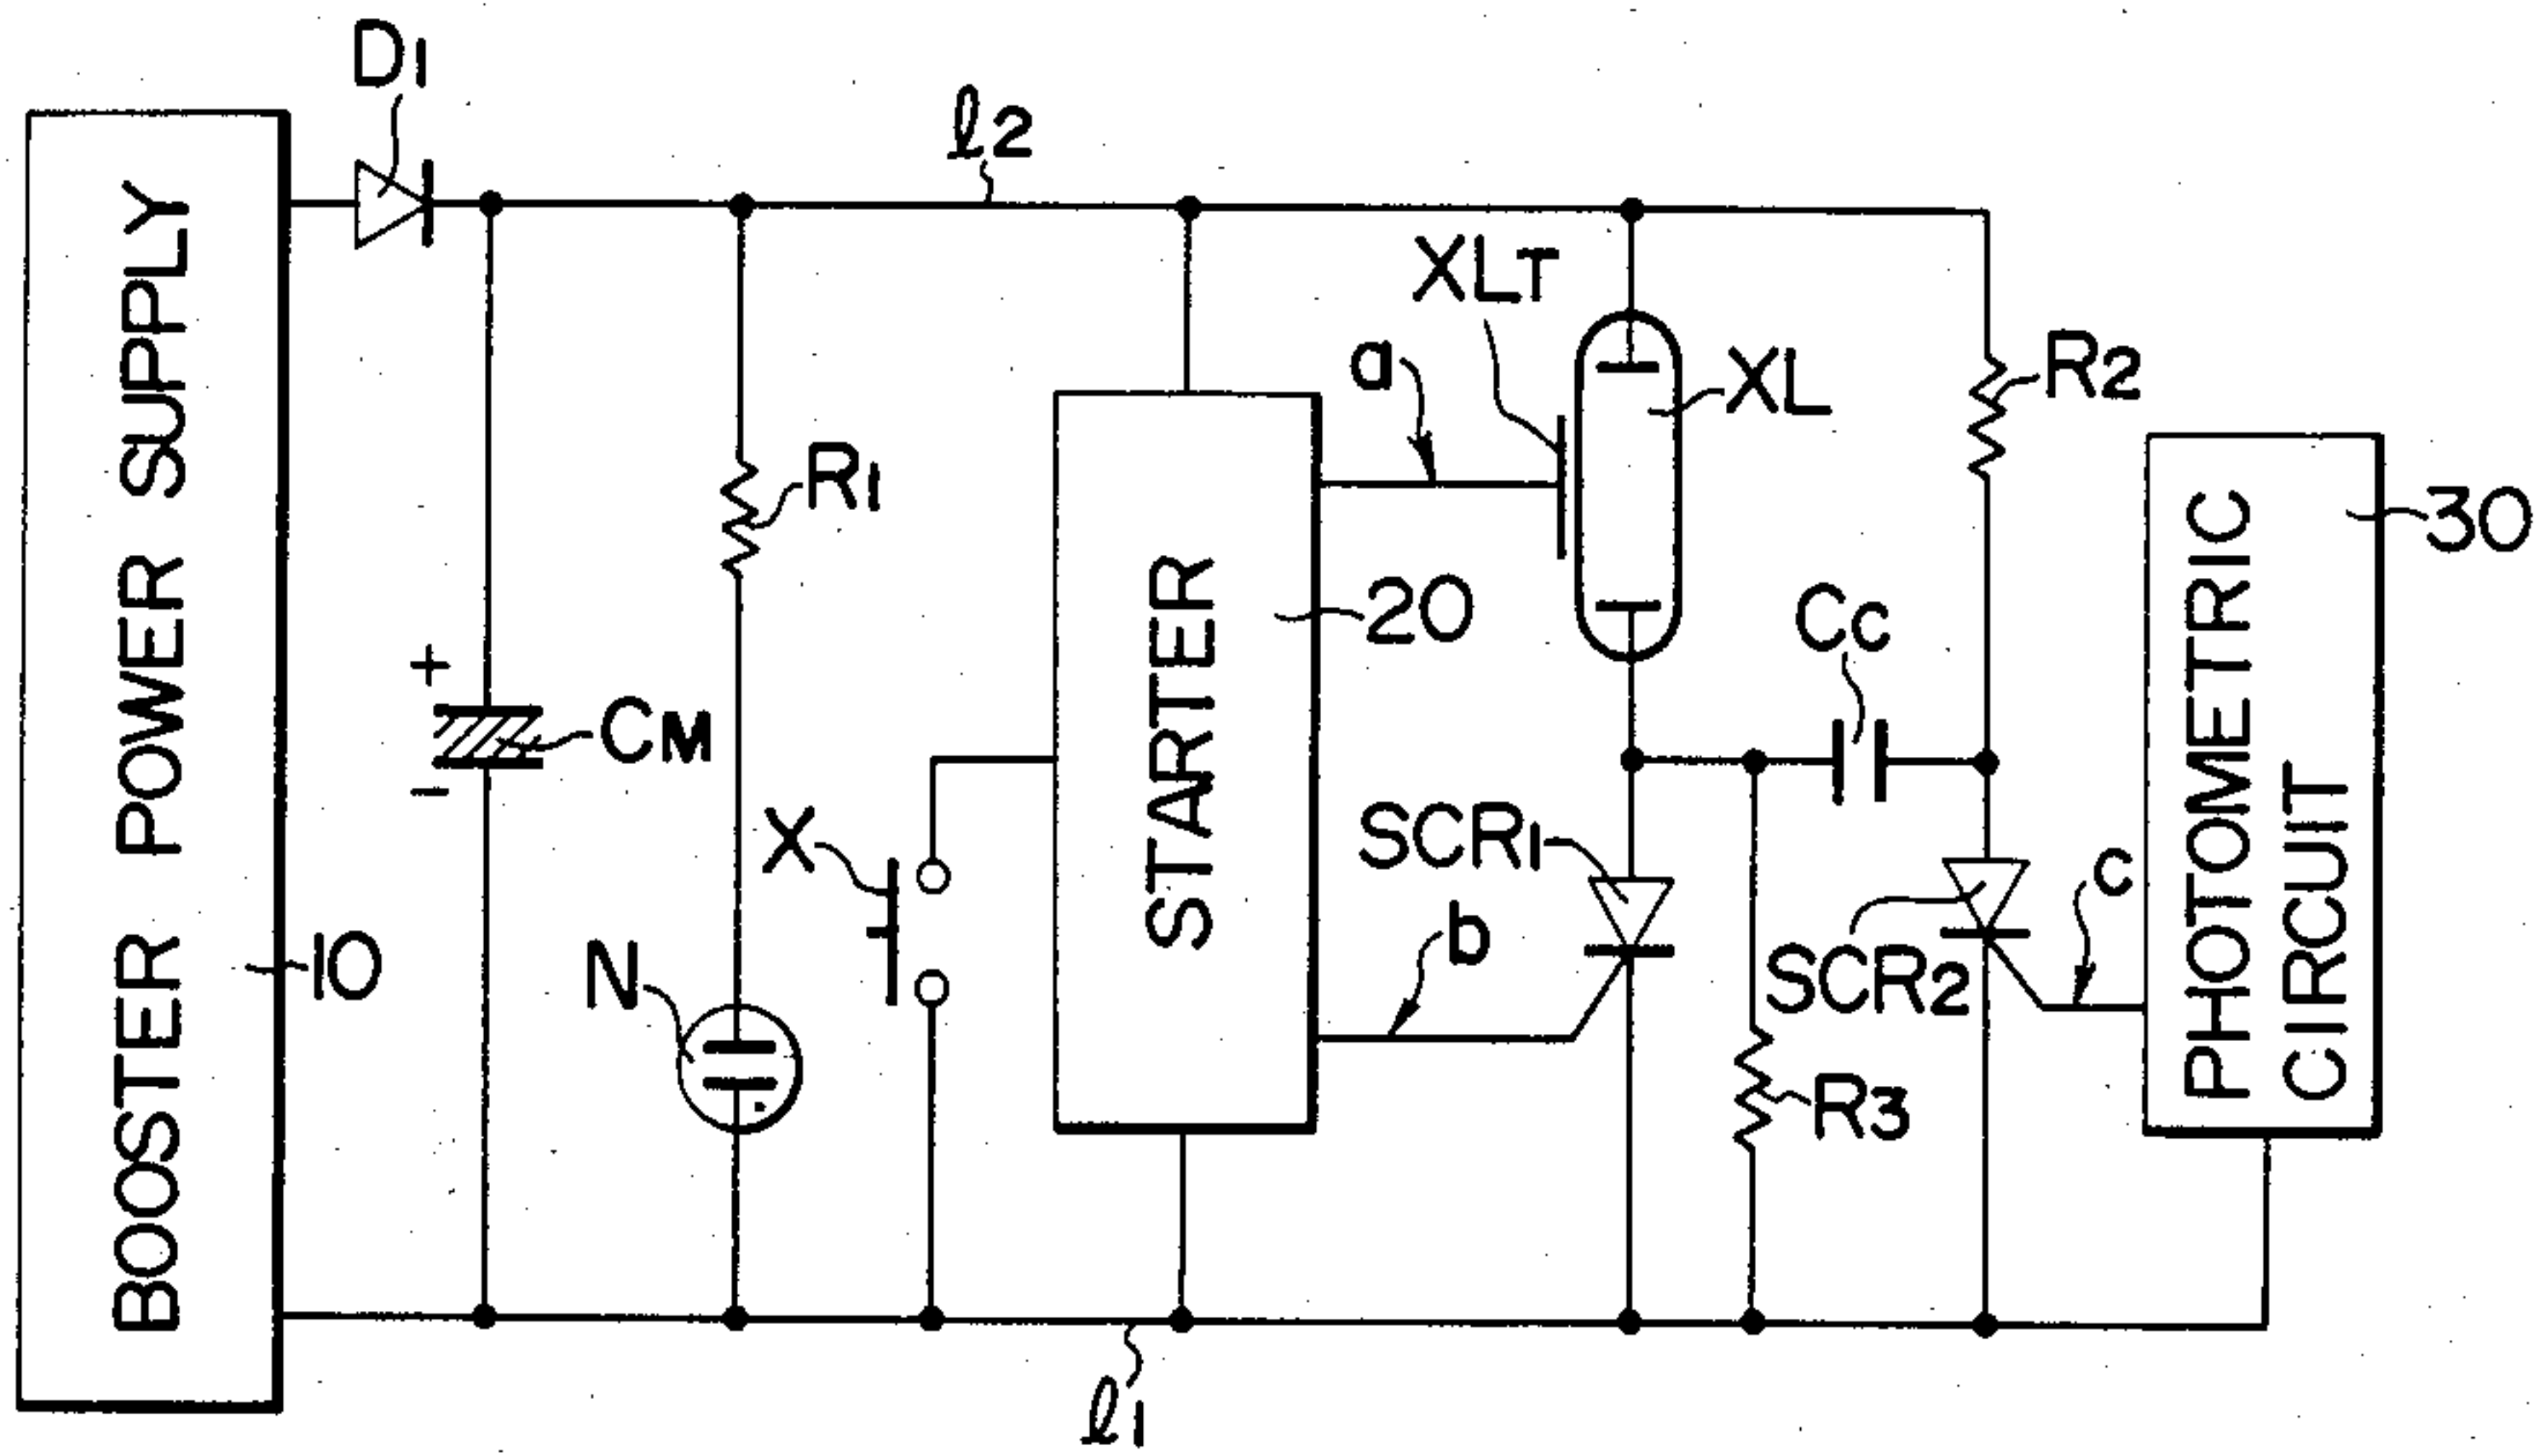 D1
l2
XLT
a
XL
R2
BOOSTER POWER SUPPLY
10
+
CM
−
R1
N
X
STARTER
20
CC
SCR1
b
SCR2
c
R3
PHOTOMETRIC
CIRCUIT
30
l1